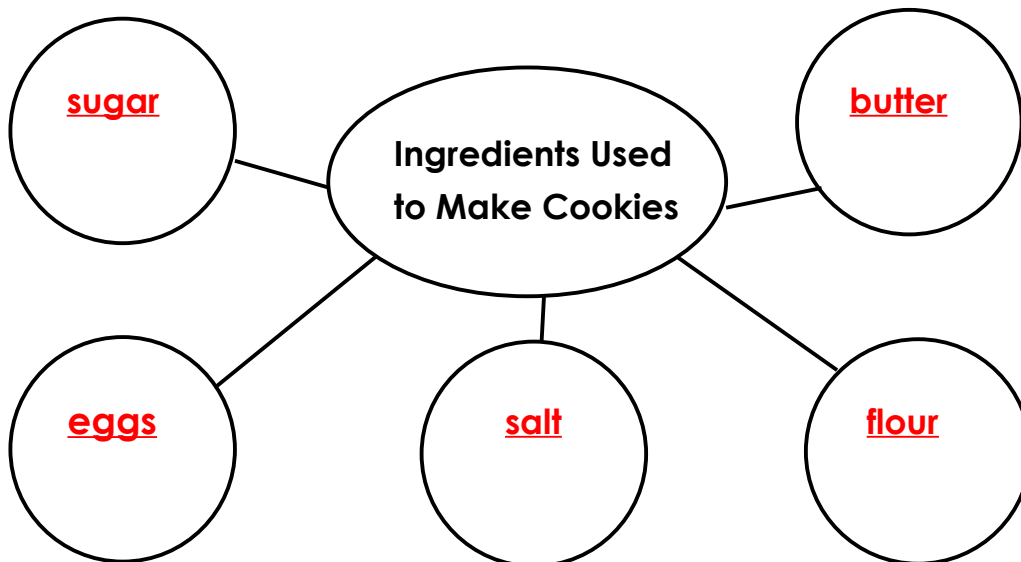 sugar
butter
Ingredients Used
to Make Cookies
eggs
salt
flour